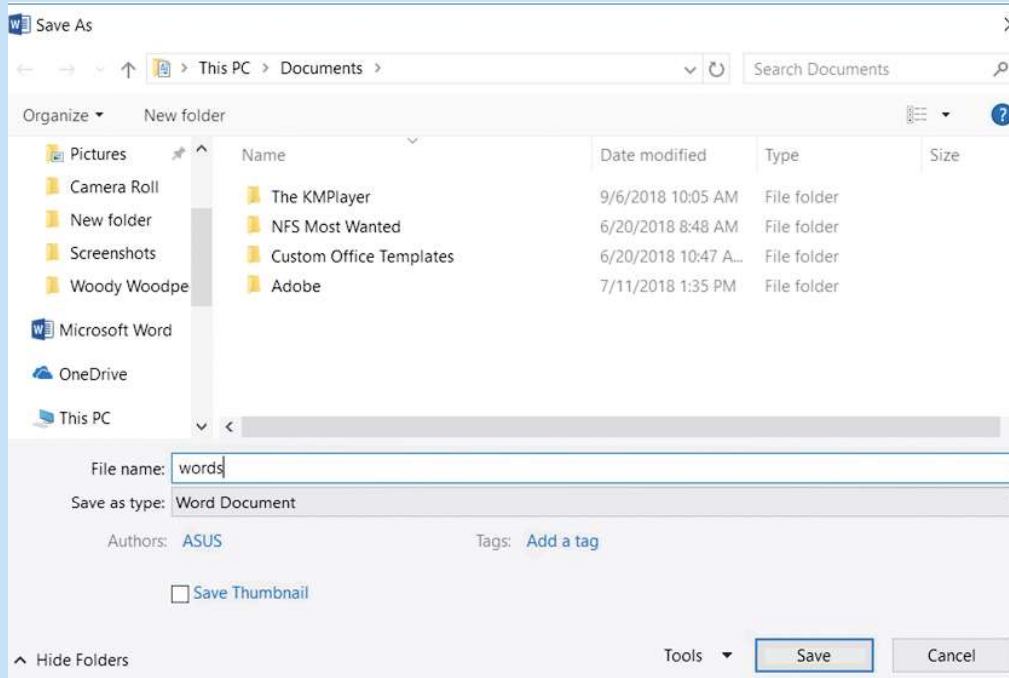 Save As
This PC > Documents >
Search Documents
Organize
New folder
Pictures
Camera Roll
New folder
Screenshots
Woody Woodpe
Microsoft Word
OneDrive
This PC
Name Date modified Type Size
The KMPlayer 9/6/2018 10:05 AM File folder
NFS Most Wanted 6/20/2018 8:48 AM File folder
Custom Office Templates 6/20/2018 10:47 A... File folder
Adobe 7/11/2018 1:35 PM File folder
File name: words
Save as type: Word Document
Authors: ASUS Tags: Add a tag
Save Thumbnail
Hide Folders Tools Save Cancel